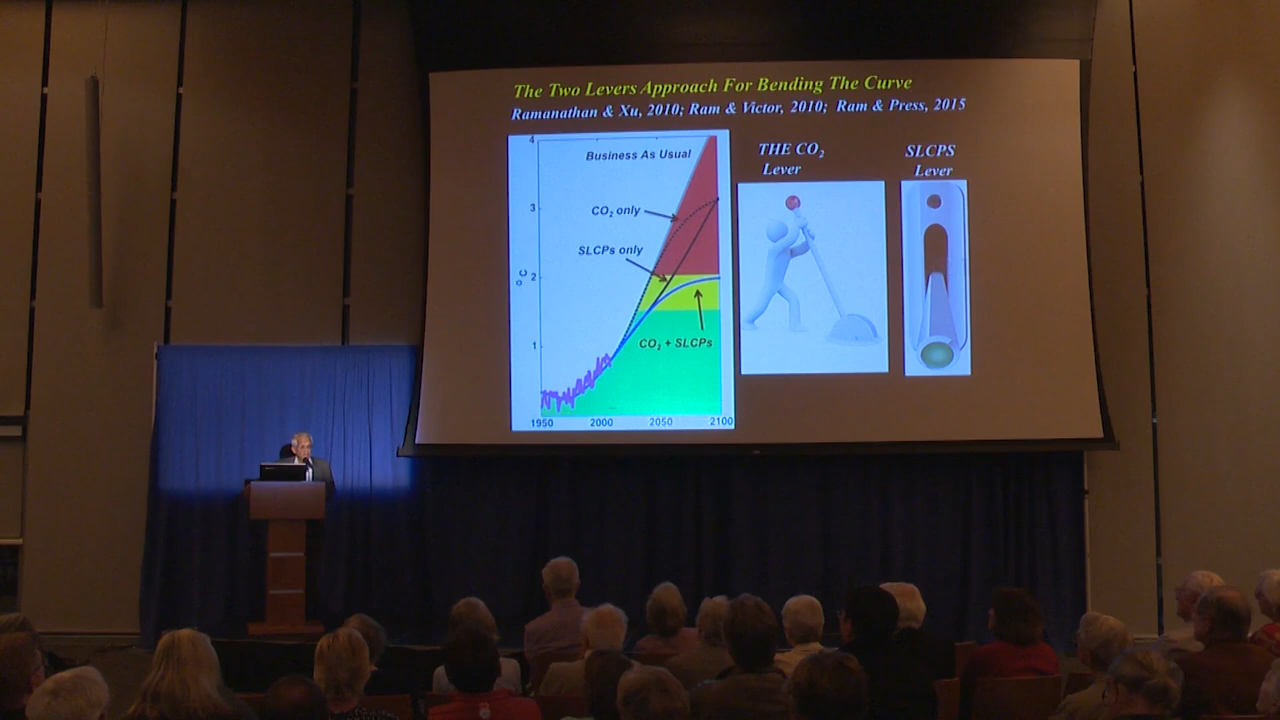 The Two Levers Approach For Bending The Curve
Ramanathan & Xu, 2010; Ram & Victor, 2010; Ram & Press, 2015
THE CO₂
Lever
SLCPS
Lever
4
Business As Usual
3
CO₂ only
SLCPs only
°C
2
CO₂ + SLCPs
1
1950 2000 2050 2100